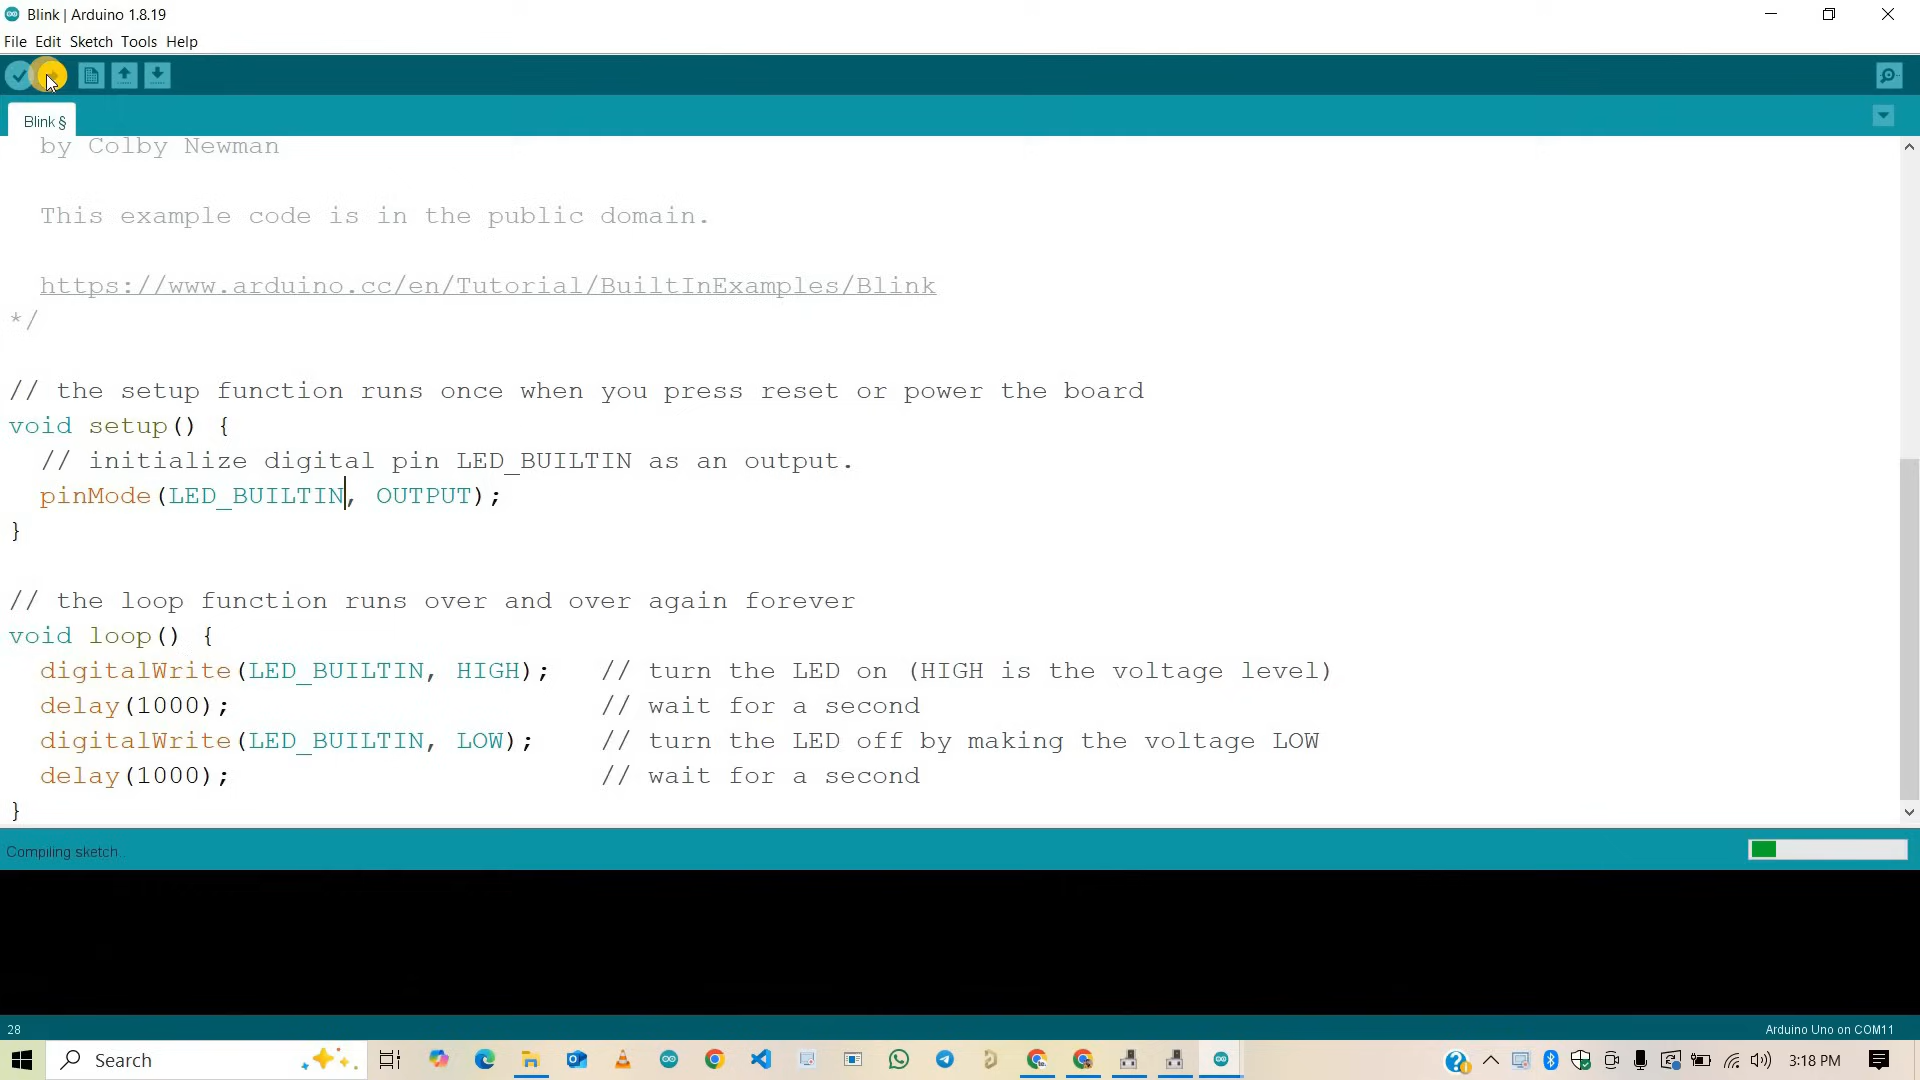 Blink | Arduino 1.8.19
File Edit Sketch Tools Help
Blink §
by Colby Newman
This example code is in the public domain.
https://www.arduino.cc/en/Tutorial/BuiltInExamples/Blink
*/
// the setup function runs once when you press reset or power the board
void setup() {
// initialize digital pin LED_BUILTIN as an output.
pinMode(LED_BUILTIN, OUTPUT);
}
// the loop function runs over and over again forever
void loop() {
digitalWrite(LED_BUILTIN, HIGH);   // turn the LED on (HIGH is the voltage level)
delay(1000);                       // wait for a second
digitalWrite(LED_BUILTIN, LOW);    // turn the LED off by making the voltage LOW
delay(1000);                       // wait for a second
}
Compiling sketch...
28
Arduino Uno on COM11
Search
3:18 PM